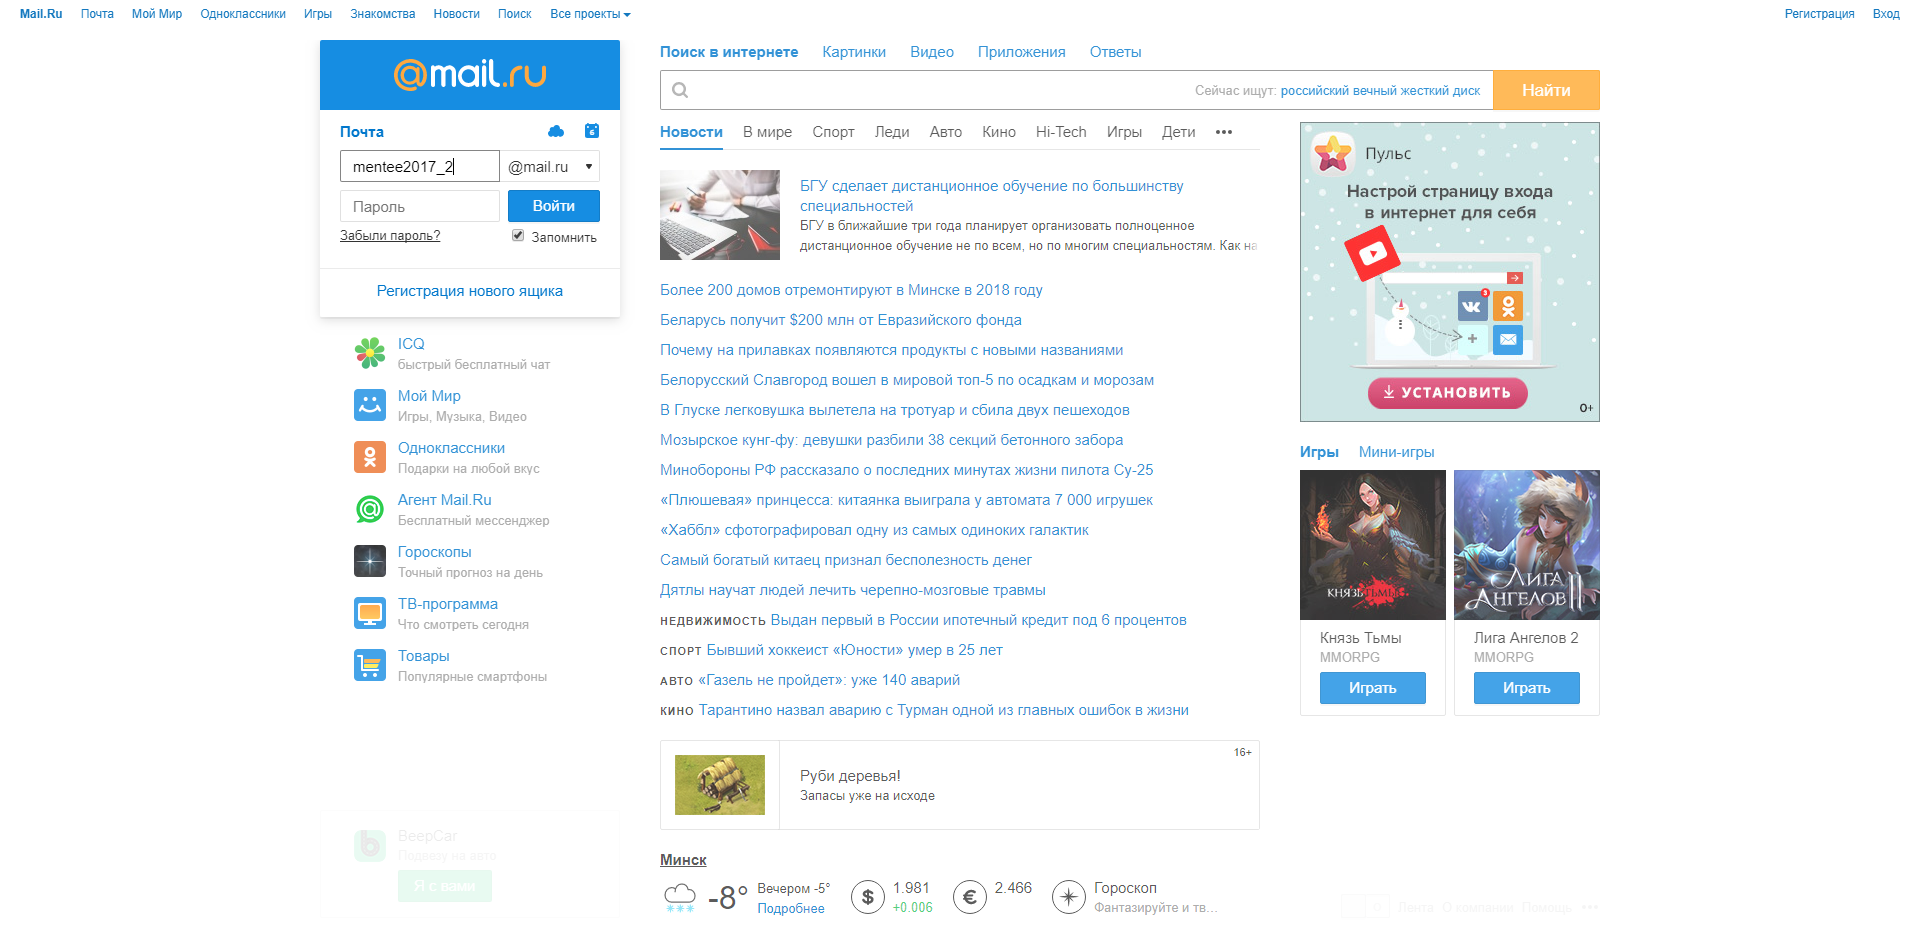 Mail.Ru Почта Мой Мир Одноклассники Игры Знакомства Новости Поиск Все проекты
Регистрация Вход
@mail.ru
Почта
6
mentee2017_2 @mail.ru
Пароль Войти
Забыли пароль? Запомнить
Регистрация нового ящика
ICQ
быстрый бесплатный чат
Мой Мир
Игры, Музыка, Видео
Одноклассники
Подарки на любой вкус
Агент Mail.Ru
Бесплатный мессенджер
Гороскопы
Точный прогноз на день
ТВ-программа
Что смотреть сегодня
Товары
Популярные смартфоны
BeepCar
Подвезу на авто
Я с вами
Поиск в интернете Картинки Видео Приложения Ответы
Сейчас ищут: российский вечный жесткий диск Найти
Новости В мире Спорт Леди Авто Кино Hi-Tech Игры Дети •••
БГУ сделает дистанционное обучение по большинству
специальностей
БГУ в ближайшие три года планирует организовать полноценное
дистанционное обучение не по всем, но по многим специальностям. Как на
Более 200 домов отремонтируют в Минске в 2018 году
Беларусь получит $200 млн от Евразийского фонда
Почему на прилавках появляются продукты с новыми названиями
Белорусский Славгород вошел в мировой топ-5 по осадкам и морозам
В Глуске легковушка вылетела на тротуар и сбила двух пешеходов
Мозырское кунг-фу: девушки разбили 38 секций бетонного забора
Минобороны РФ рассказало о последних минутах жизни пилота Су-25
«Плюшевая» принцесса: китаянка выиграла у автомата 7 000 игрушек
«Хаббл» сфотографировал одну из самых одиноких галактик
Самый богатый китаец признал бесполезность денег
Дятлы научат людей лечить черепно-мозговые травмы
НЕДВИЖИМОСТЬ Выдан первый в России ипотечный кредит под 6 процентов
СПОРТ Бывший хоккеист «Юности» умер в 25 лет
АВТО «Газель не пройдет»: уже 140 аварий
КИНО Тарантино назвал аварию с Турман одной из главных ошибок в жизни
16+
Руби деревья!
Запасы уже на исходе
Минск
-8° Вечером -5° Подробнее
$ 1.981 +0.006
€ 2.466
Гороскоп
Фантазируйте и тв...
Пульс
Настрой страницу входа
в интернет для себя
3
УСТАНОВИТЬ
0+
Игры Мини-игры
КНЯЗЬ ТЬМЫ
ЛИГА АНГЕЛОВ II
Князь Тьмы
MMORPG
Играть
Лига Ангелов 2
MMORPG
Играть
Лента О компании Помощь •••